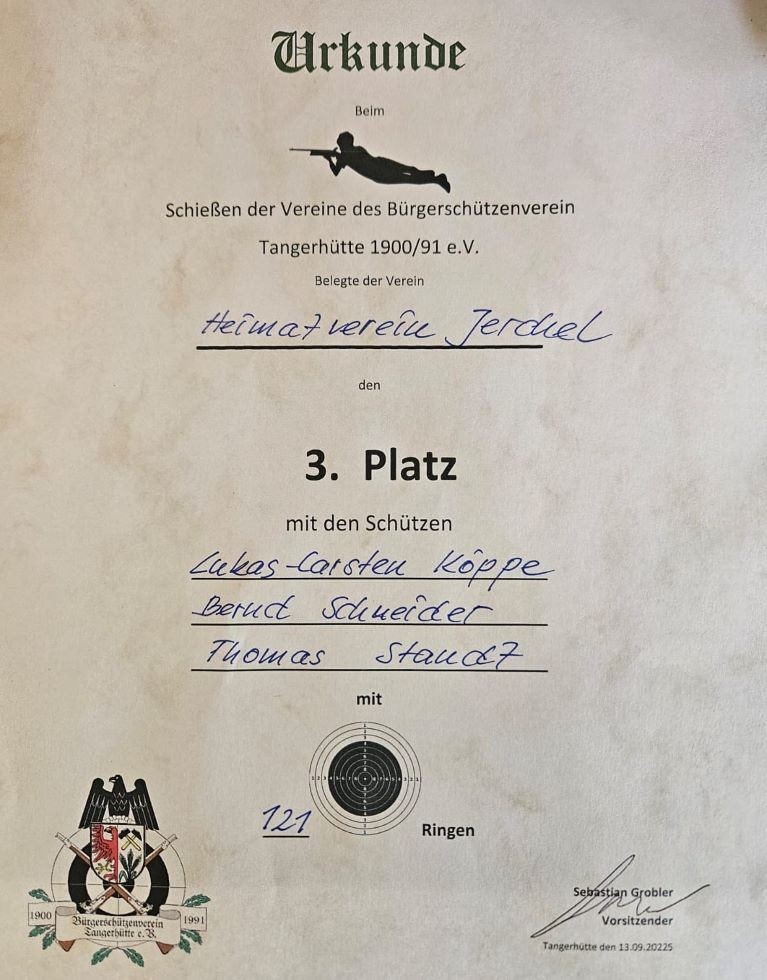 Urkunde
Beim
Schießen der Vereine des Bürgerschützenverein
Tangerhütte 1900/91 e.V.
Belegte der Verein
Heimatverein Jerchel
den
3. Platz
mit den Schützen
Lukas-Carsten Köppe
Bernd Schneider
Thomas Staudt
mit
121 Ringen
1900 1991
Bürgerschützenverein
Tangerhütte e.V.
Sebastian Grobler
Vorsitzender
Tangerhütte den 13.09.20225